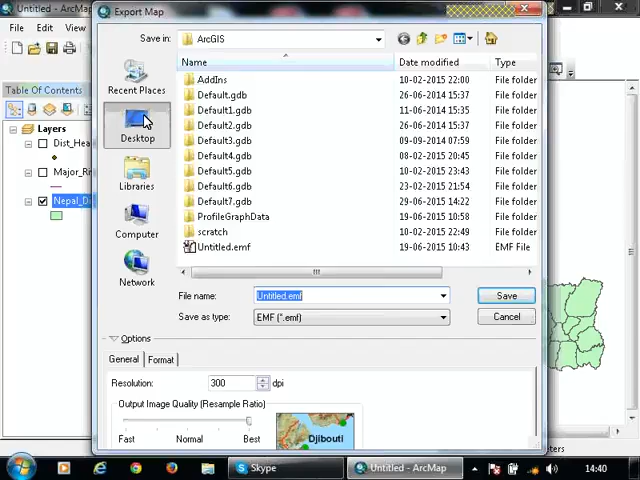 Untitled - ArcMap
Export Map
File Edit
Save in: ArcGIS
Name Date modified Type
AddIns 10-02-2015 22:00 File folder
Default.gdb 26-06-2014 15:37 File folder
Default1.gdb 11-06-2014 15:35 File folder
Default2.gdb 26-06-2014 15:37 File folder
Default3.gdb 09-09-2014 07:59 File folder
Default4.gdb 08-02-2015 20:45 File folder
Default5.gdb 10-02-2015 23:43 File folder
Default6.gdb 23-02-2015 21:54 File folder
Default7.gdb 29-06-2015 14:22 File folder
ProfileGraphData 19-06-2015 10:58 File folder
scratch 10-02-2015 22:49 File folder
Untitled.emf 19-06-2015 10:43 EMF File
Recent Places
Desktop
Libraries
Computer
Network
Table Of Contents
Layers
Dist_Hea
Major_Ri
Nepal_D
File name: Untitled.emf Save
Save as type: EMF (*.emf) Cancel
Options
General Format
Resolution: 300 dpi
Output Image Quality (Resample Ratio)
Fast Normal Best
Djibouti
Skype Untitled - ArcMap 14:40